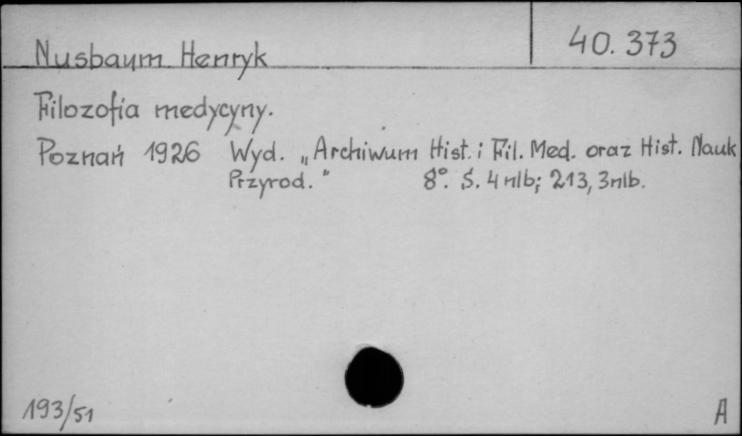 Nusbaum Henryk
40.373
Filozofia medycyny.
Poznań 1926 Wyd. „Archiwum Hist. i Fil. Med. oraz Hist. Nauk
Przyrod." 8°. S. 4 nlb; 213, 3nlb.
193/51
A